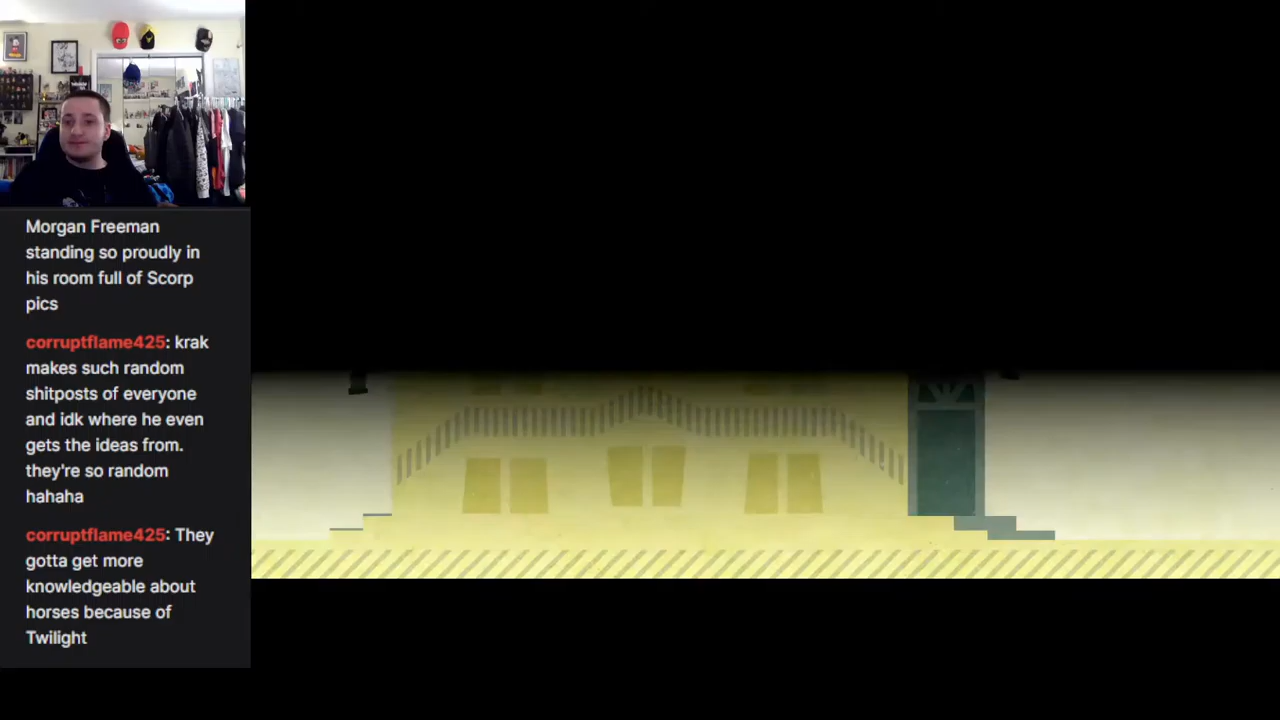 Morgan Freeman
standing so proudly in
his room full of Scorp
pics
corruptflame425: krak
makes such random
shitposts of everyone
and idk where he even
gets the ideas from.
they're so random
hahaha
corruptflame425: They
gotta get more
knowledgeable about
horses because of
Twilight